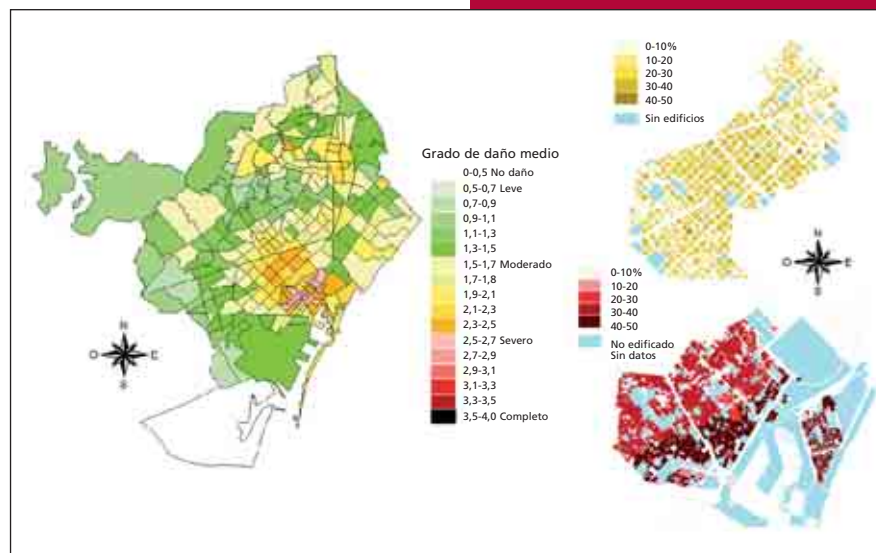 Grado de daño medio
0-0,5 No daño
0,5-0,7 Leve
0,7-0,9
0,9-1,1
1,1-1,3
1,3-1,5
1,5-1,7 Moderado
1,7-1,8
1,9-2,1
2,1-2,3
2,3-2,5
2,5-2,7 Severo
2,7-2,9
2,9-3,1
3,1-3,3
3,3-3,5
3,5-4,0 Completo
N
O
E
S
0-10%
10-20
20-30
30-40
40-50
Sin edificios
N
O
E
S
0-10%
10-20
20-30
30-40
40-50
No edificado
Sin datos